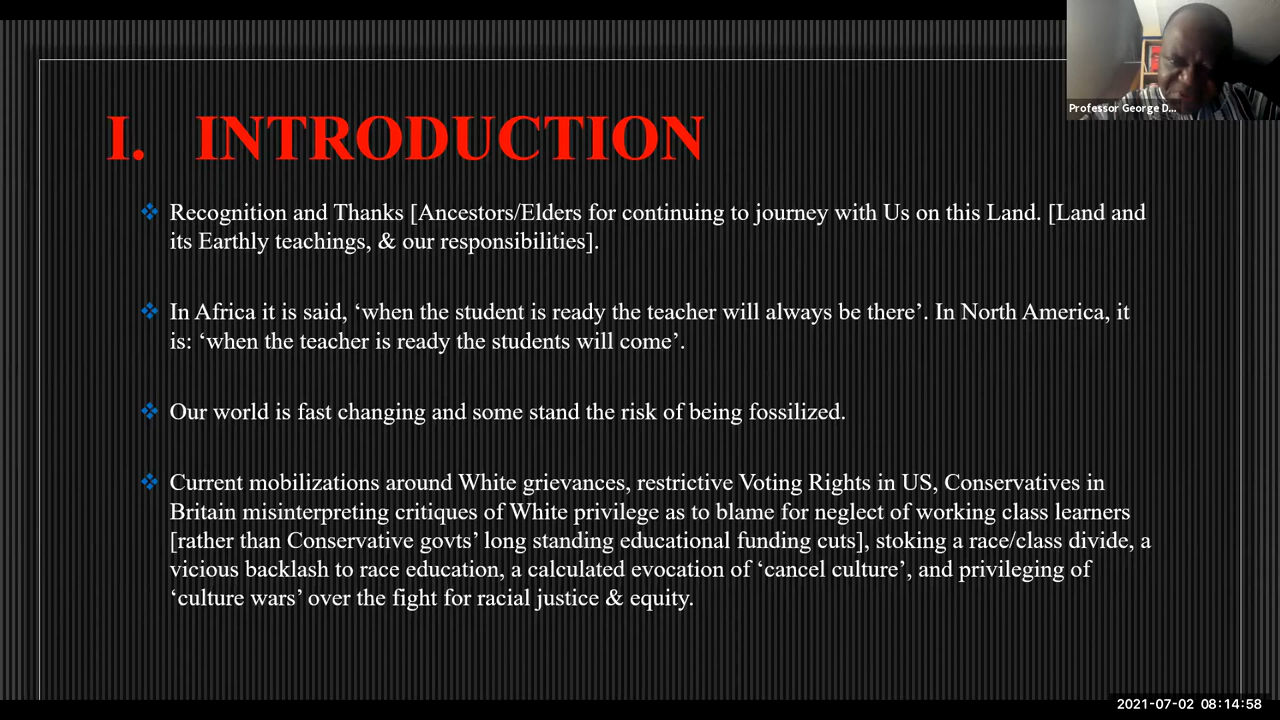 Professor George D...
I. INTRODUCTION
Recognition and Thanks [Ancestors/Elders for continuing to journey with Us on this Land. [Land and
its Earthly teachings, & our responsibilities].
In Africa it is said, ‘when the student is ready the teacher will always be there’. In North America, it
is: ‘when the teacher is ready the students will come’.
Our world is fast changing and some stand the risk of being fossilized.
Current mobilizations around White grievances, restrictive Voting Rights in US, Conservatives in
Britain misinterpreting critiques of White privilege as to blame for neglect of working class learners
[rather than Conservative govts’ long standing educational funding cuts], stoking a race/class divide, a
vicious backlash to race education, a calculated evocation of ‘cancel culture’, and privileging of
‘culture wars’ over the fight for racial justice & equity.
2021-07-02 08:14:58